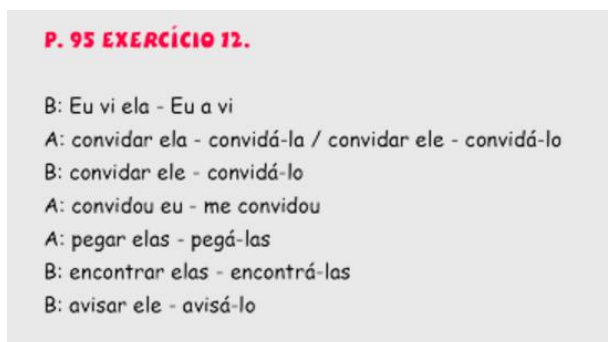 P. 95 EXERCÍCIO 12.
B: Eu vi ela - Eu a vi
A: convidar ela - convidá-la / convidar ele - convidá-lo
B: convidar ele - convidá-lo
A: convidou eu - me convidou
A: pegar elas - pegá-las
B: encontrar elas - encontrá-las
B: avisar ele - avisá-lo